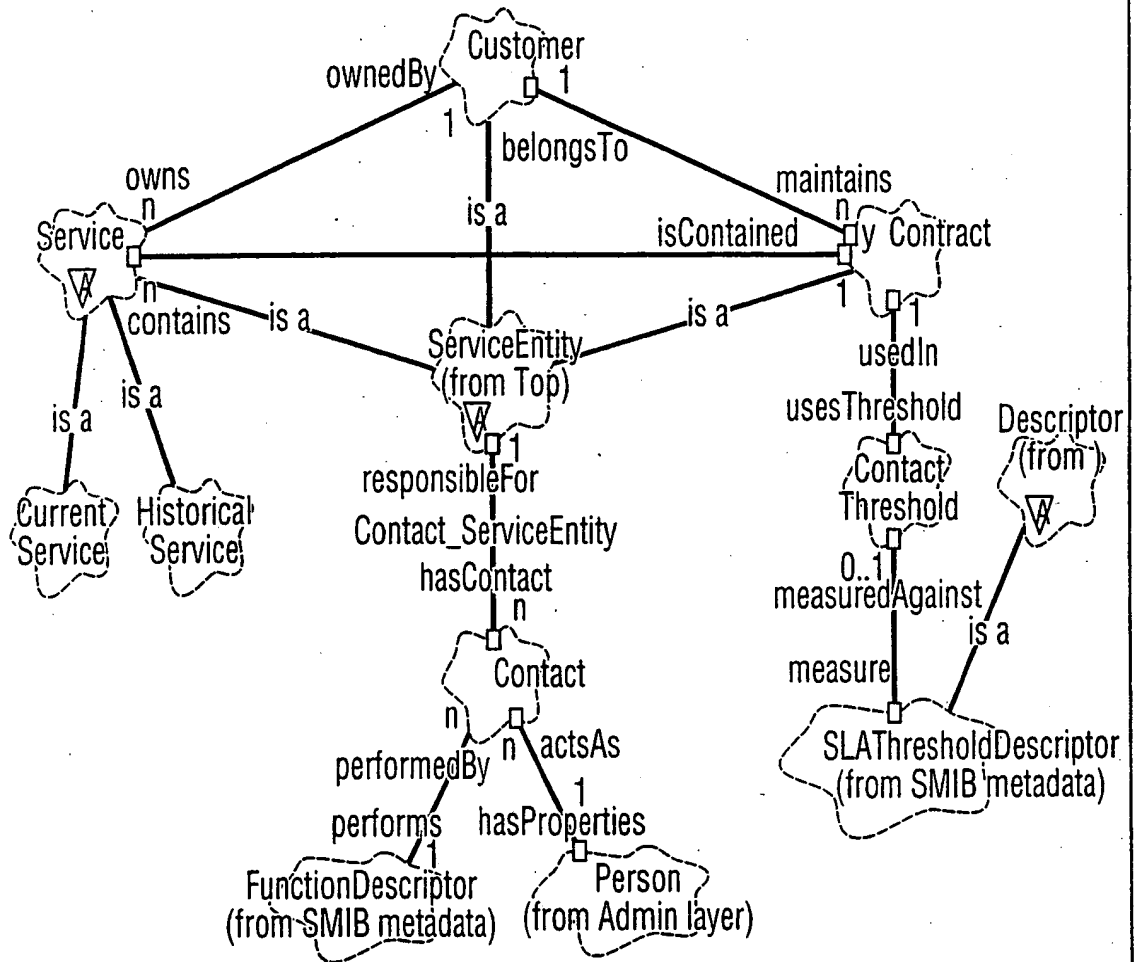 Customer
ownedBy
1
1
belongsTo
owns
n
maintains
n
is a
Service
isContained
y Contract
A
n
contains
is a
is a
1
1
ServiceEntity
(from Top)
A
usedIn
is a
is a
1
usesThreshold
Descriptor
(from )
A
responsibleFor
Contact
Threshold
Current
Service
Historical
Service
Contact_ServiceEntity
hasContact
n
0..1
measuredAgainst
is a
Contact
measure
n
n
actsAs
performedBy
SLAThresholdDescriptor
(from SMIB metadata)
1
performs
hasProperties
1
FunctionDescriptor
(from SMIB metadata)
Person
(from Admin layer)